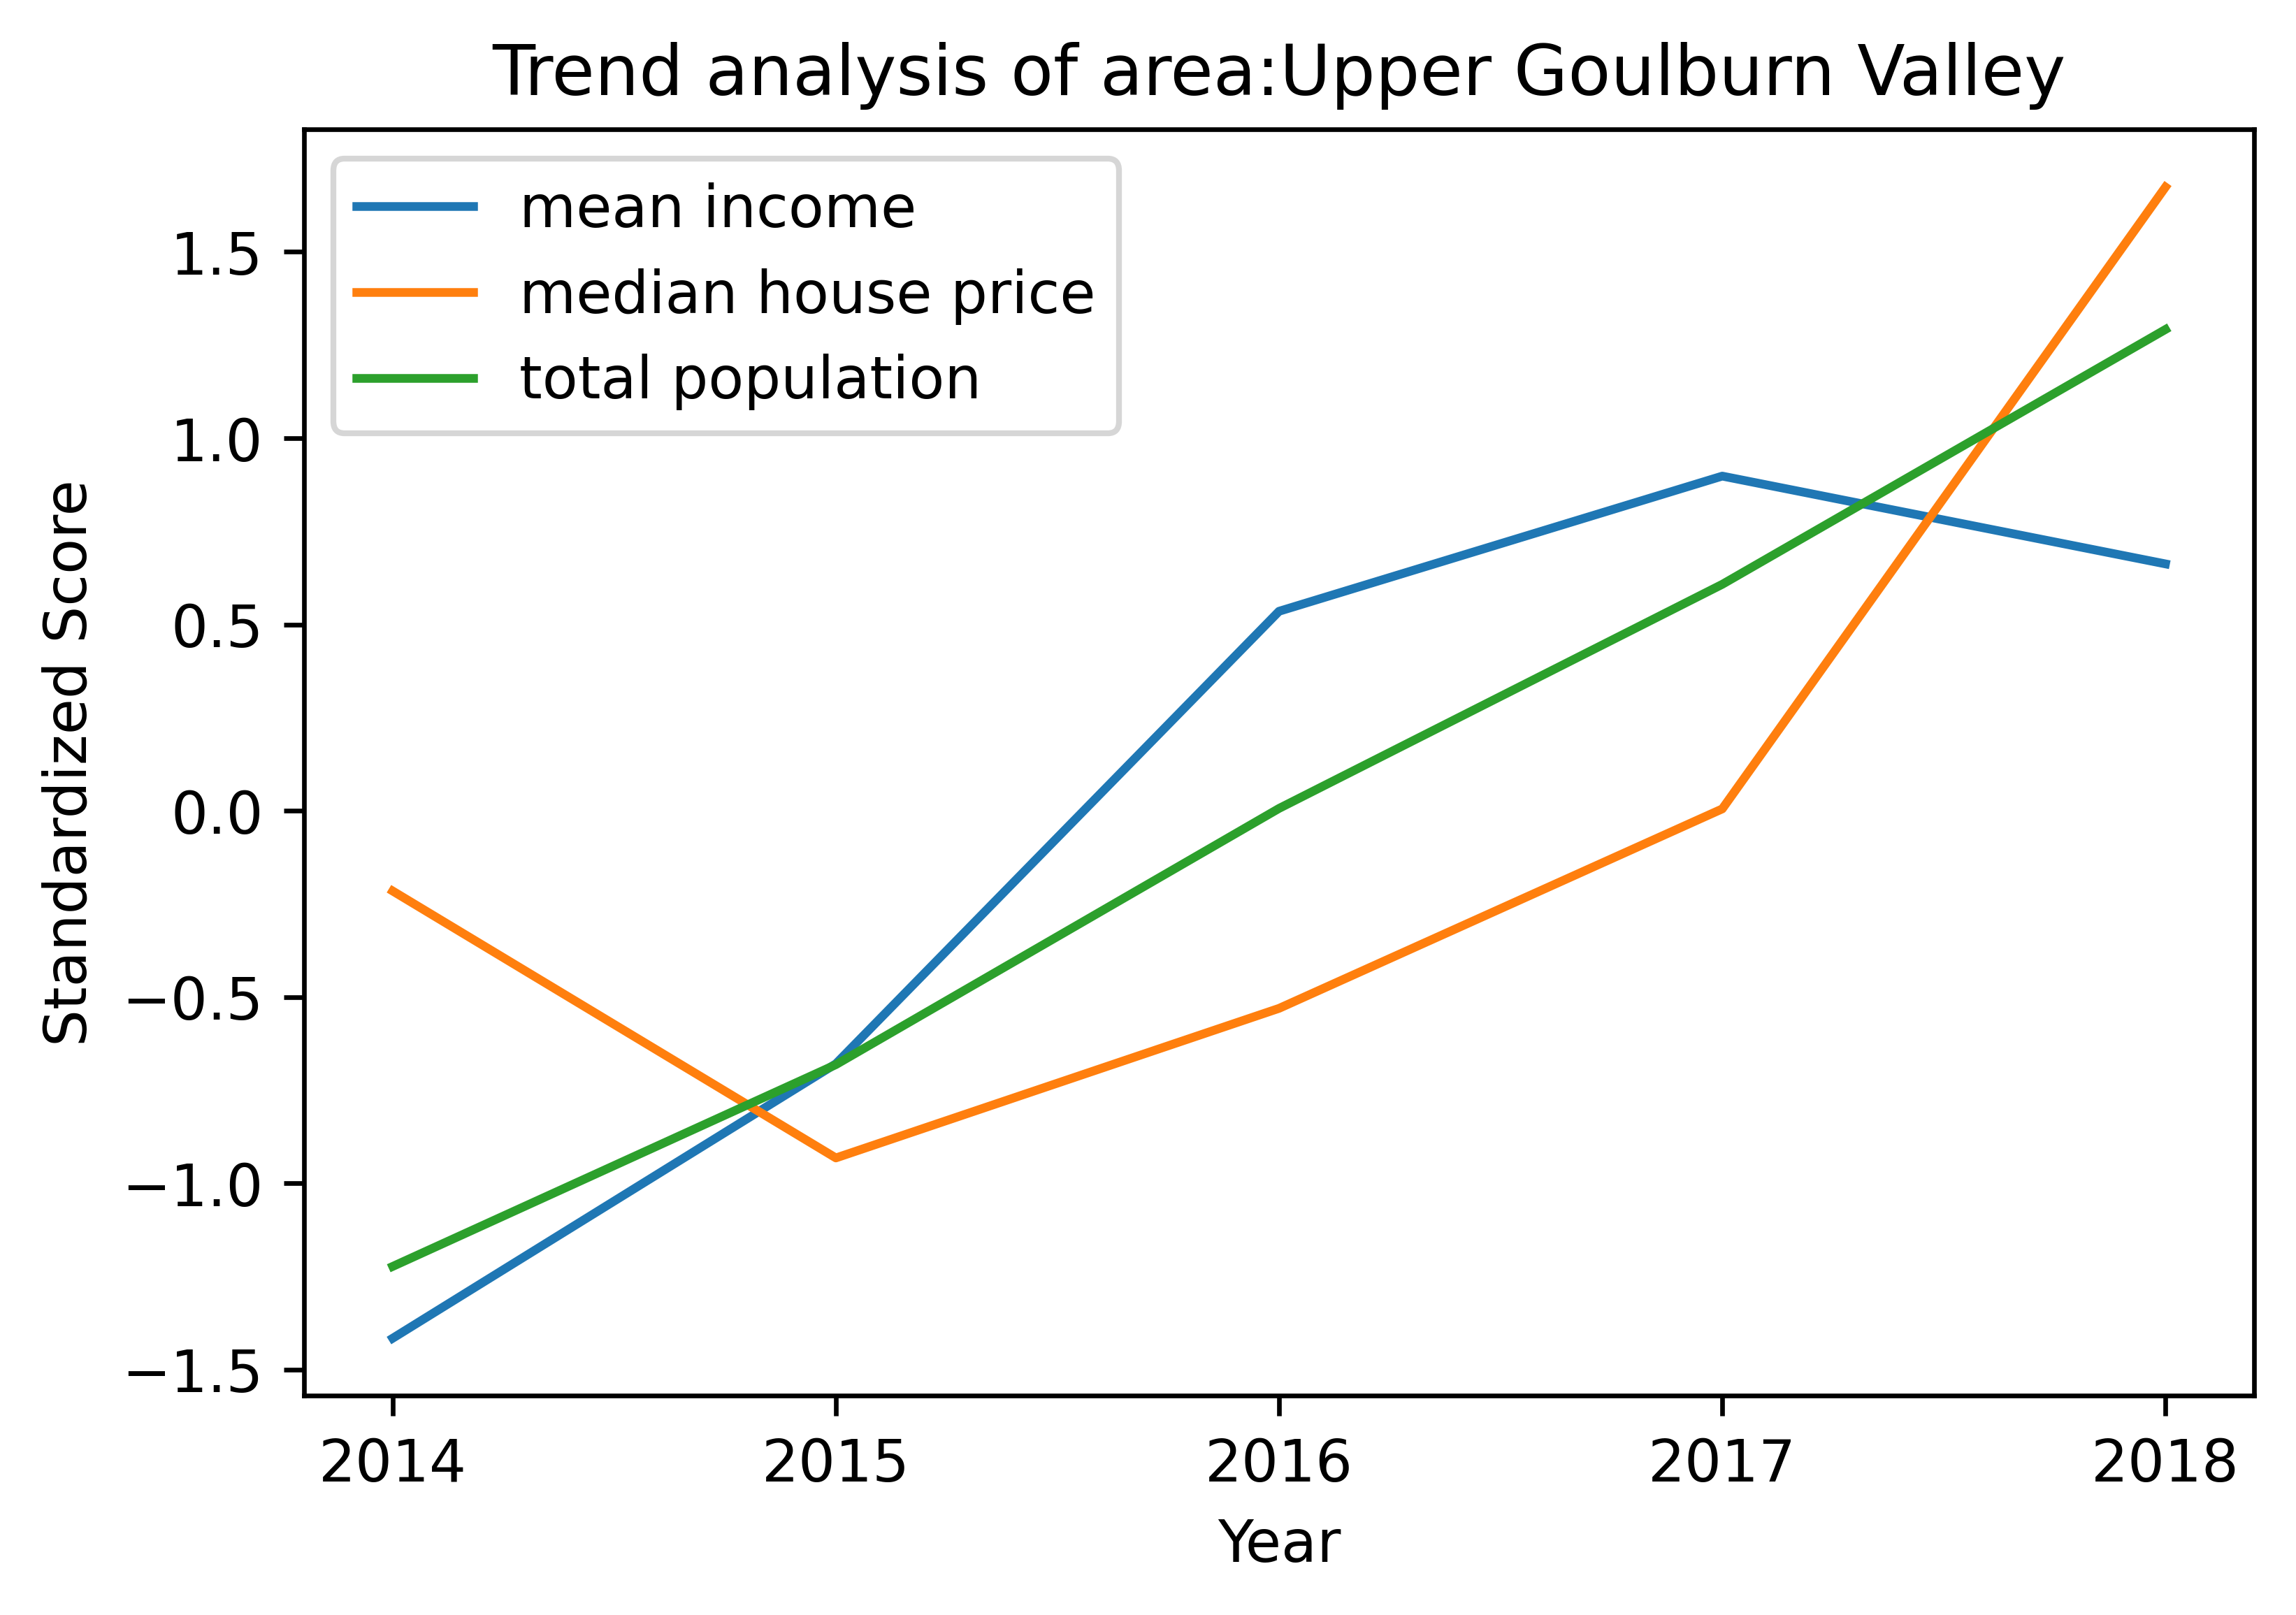 Trend analysis of area:Upper Goulburn Valley
mean income
median house price
total population
Standardized Score
1.5
1.0
0.5
0.0
−0.5
−1.0
−1.5
2014 2015 2016 2017 2018
Year